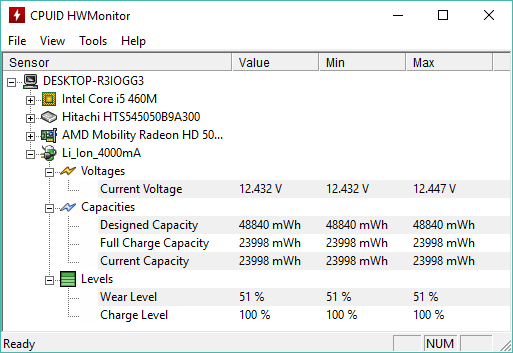 CPUID HWMonitor
File View Tools Help
Sensor Value Min Max
DESKTOP-R3IOGG3
Intel Core i5 460M
Hitachi HTS545050B9A300
AMD Mobility Radeon HD 50...
Li_Ion_4000mA
Voltages
Current Voltage 12.432 V 12.432 V 12.447 V
Capacities
Designed Capacity 48840 mWh 48840 mWh 48840 mWh
Full Charge Capacity 23998 mWh 23998 mWh 23998 mWh
Current Capacity 23998 mWh 23998 mWh 23998 mWh
Levels
Wear Level 51 % 51 % 51 %
Charge Level 100 % 100 % 100 %
Ready NUM